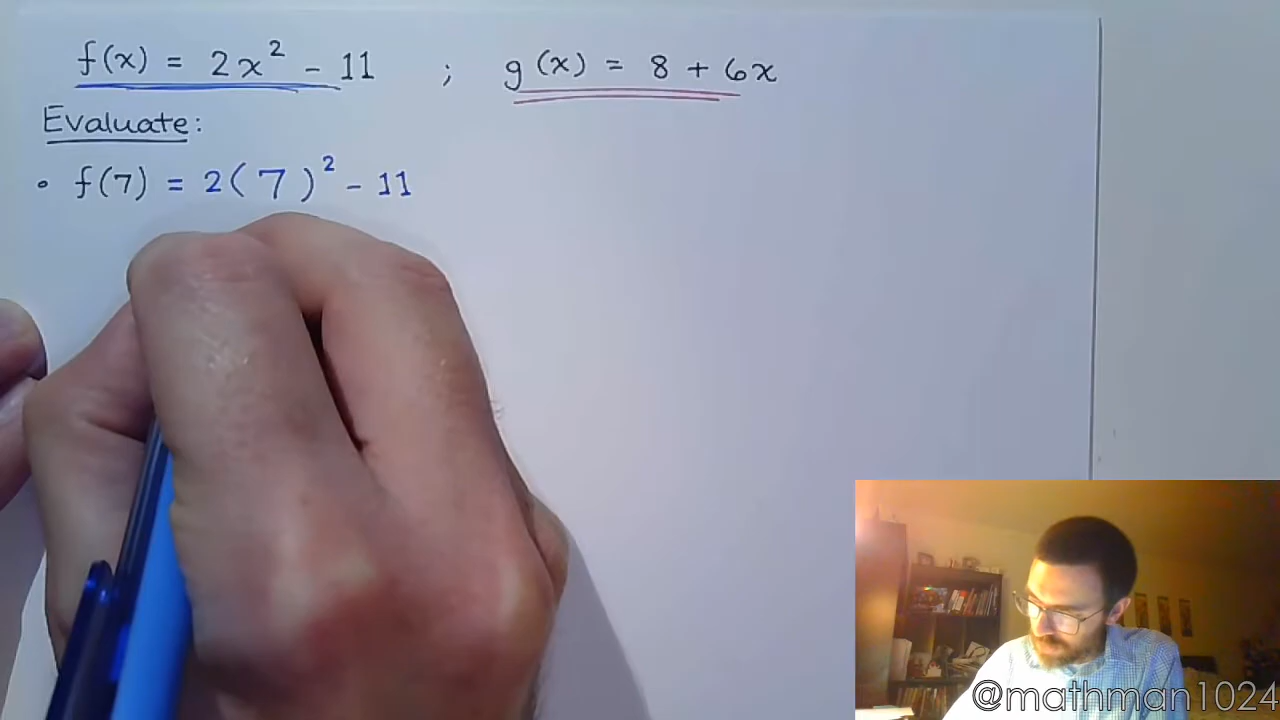 f(x) = 2x² - 11 ; g(x) = 8 + 6x
Evaluate:
• f(7) = 2(7)² - 11
@mathman1024